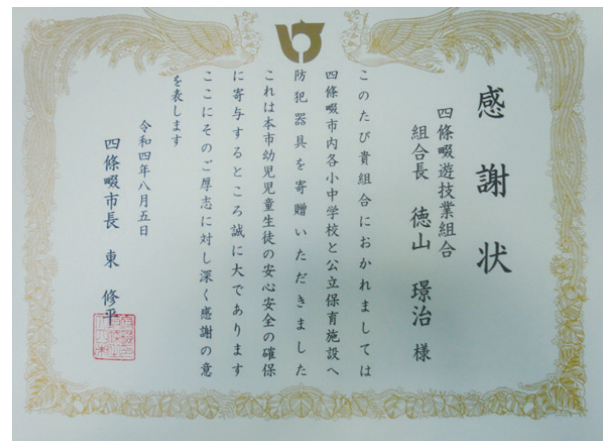 感謝状
四條畷遊技業組合
組合長 徳山 璟治 様
このたび貴組合におかれましては
四條畷市内各小中学校と公立保育施設へ
防犯器具を寄贈いただきました
これは本市幼児児童生徒の安心安全の確保
に寄与するところ誠に大であります
ここにそのご厚志に対し深く感謝の意
を表します
令和四年八月五日
四條畷市長 東 修平